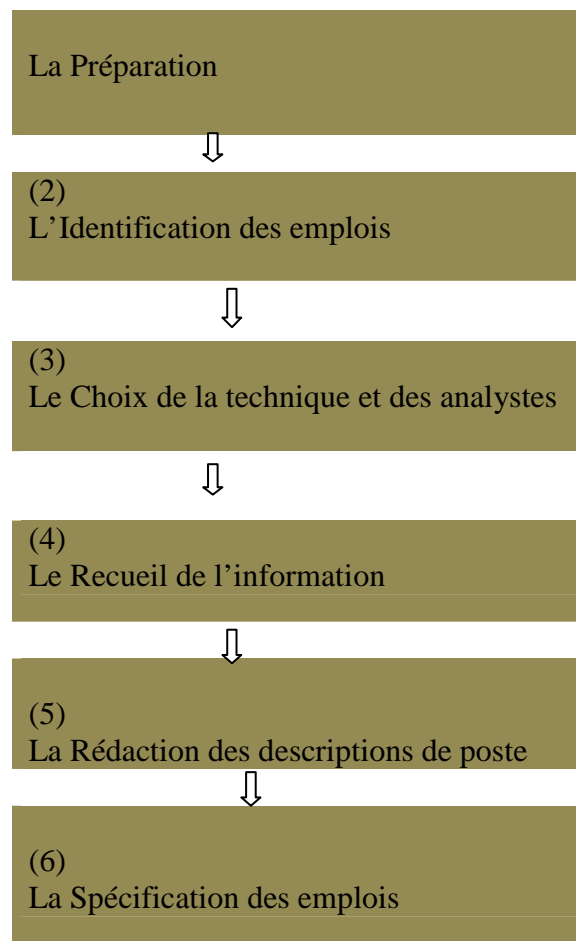 La Préparation
(2)
L’Identification des emplois
(3)
Le Choix de la technique et des analystes
(4)
Le Recueil de l’information
(5)
La Rédaction des descriptions de poste
(6)
La Spécification des emplois